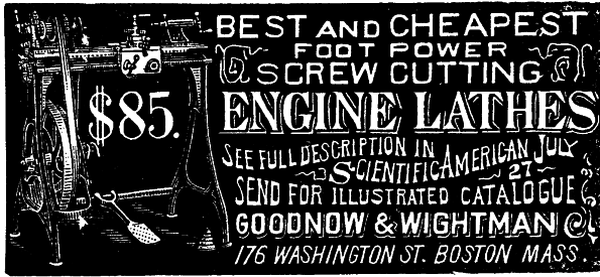 BEST AND CHEAPEST
FOOT POWER
SCREW CUTTING
ENGINE LATHES
$85.
SEE FULL DESCRIPTION IN
SCIENTIFIC AMERICAN JULY
27
SEND FOR ILLUSTRATED CATALOGUE
GOODNOW & WIGHTMAN
176 WASHINGTON ST. BOSTON MASS.